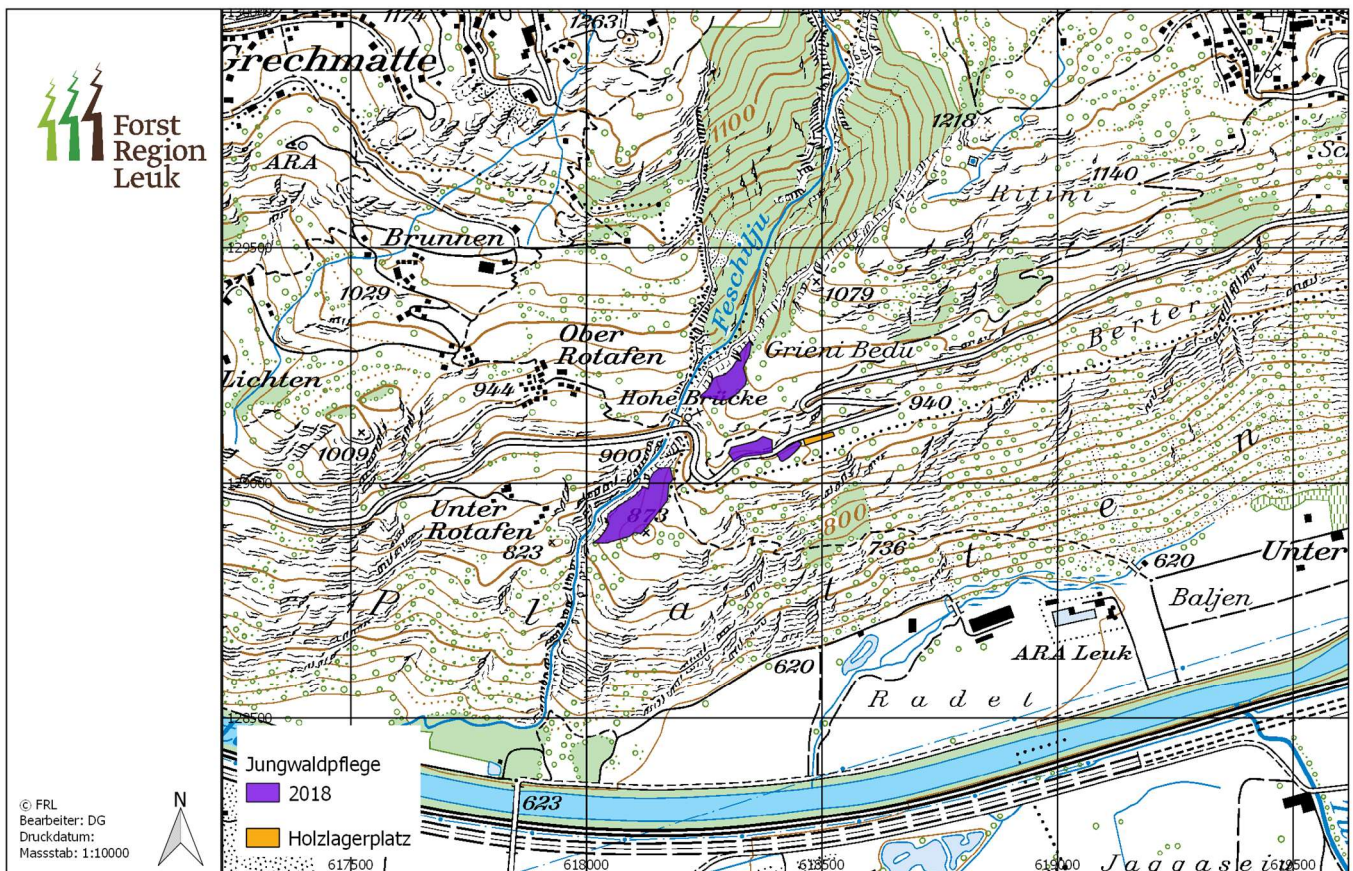 Forst
Region
Leuk
© FRL
Bearbeiter: DG
Druckdatum:
Massstab: 1:10000
N
1174
1263
Grechmatte
1100
1218
ARA
1140
Ritini
Brunnen
129500
Feschilju
1029
1079
Berter
Ober
Rotafen
Grieni Bedu
Lichten
944
Hohe Brücke
940
1009
900
n
Unter
Rotafen
873
800
e
823
736
620
Unter
P l a t t
Baljen
ARA Leuk
620
Radet
128500
Jungwaldpflege
2018
Holzlagerplatz
623
617500
618000
619000
619500